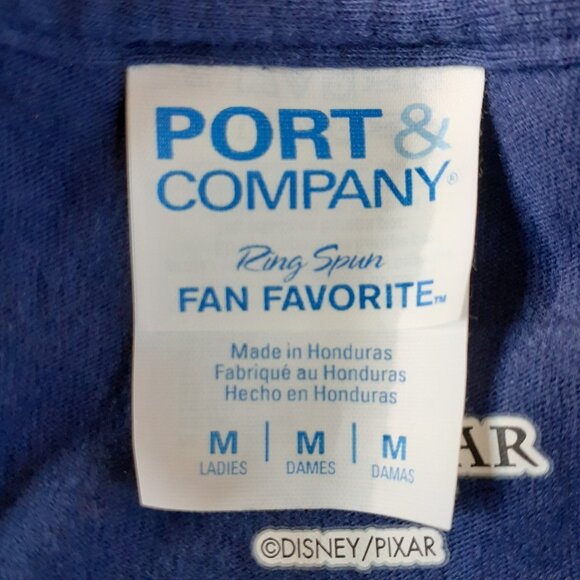 PORT &
COMPANY®
Ring Spun
FAN FAVORITE™
Made in Honduras
Fabriqué au Honduras
Hecho en Honduras
M | M | M
LADIES DAMES DAMAS
AR
©DISNEY/PIXAR